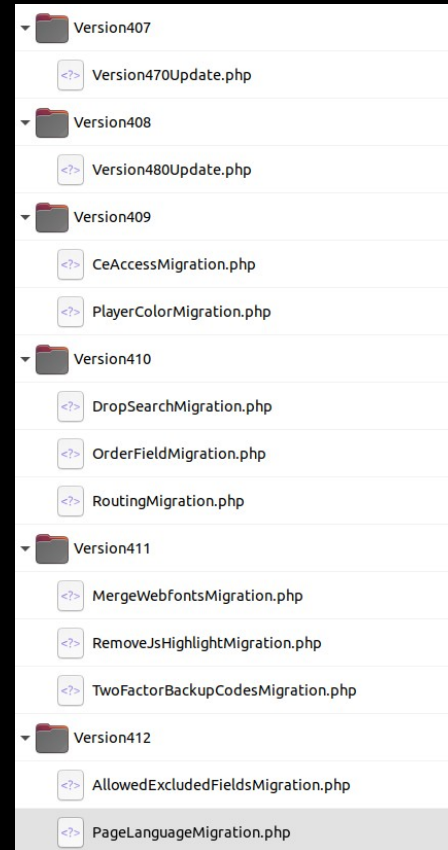 Version407
Version470Update.php
Version408
Version480Update.php
Version409
CeAccessMigration.php
PlayerColorMigration.php
Version410
DropSearchMigration.php
OrderFieldMigration.php
RoutingMigration.php
Version411
MergeWebfontsMigration.php
RemoveJsHighlightMigration.php
TwoFactorBackupCodesMigration.php
Version412
AllowedExcludedFieldsMigration.php
PageLanguageMigration.php